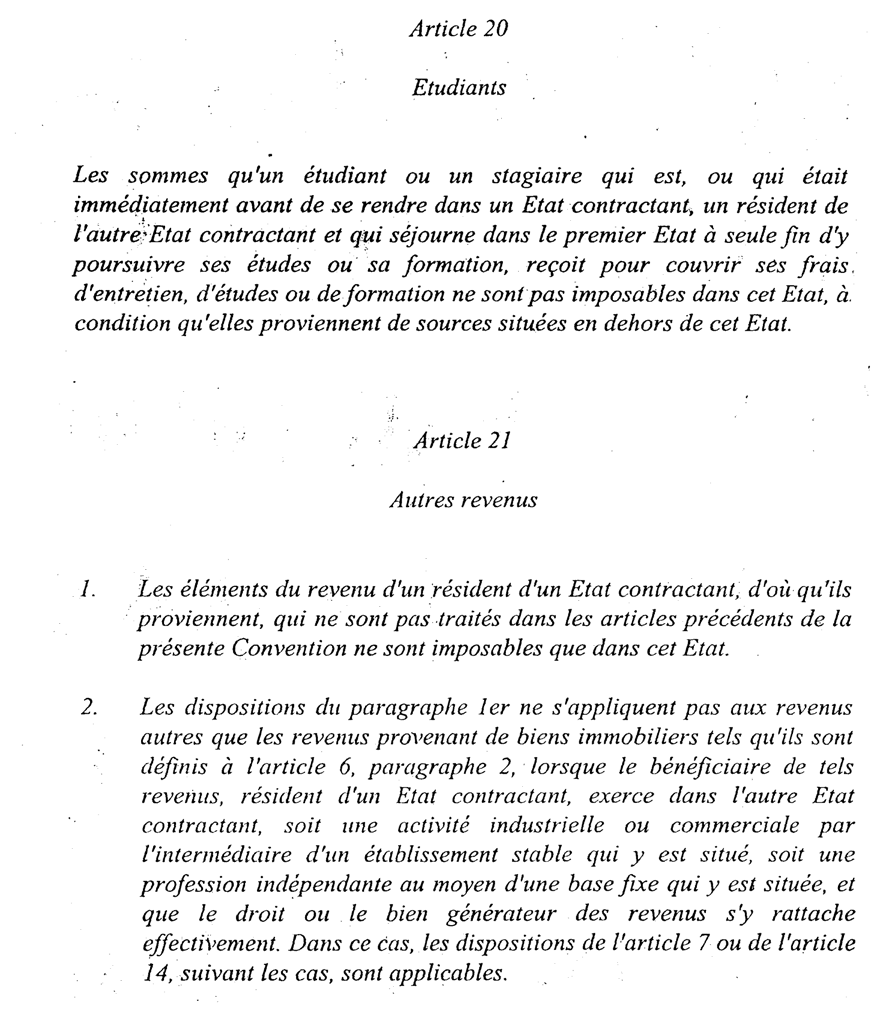 Article 20
Etudiants
Les sommes qu'un étudiant ou un stagiaire qui est, ou qui était
immédiatement avant de se rendre dans un Etat contractant, un résident de
l'autre Etat contractant et qui séjourne dans le premier Etat à seule fin d'y
poursuivre ses études ou sa formation, reçoit pour couvrir ses frais
d'entretien, d'études ou de formation ne sont pas imposables dans cet Etat, à
condition qu'elles proviennent de sources situées en dehors de cet Etat.
Article 21
Autres revenus
1. Les éléments du revenu d'un résident d'un Etat contractant, d'où qu'ils
proviennent, qui ne sont pas traités dans les articles précédents de la
présente Convention ne sont imposables que dans cet Etat.
2. Les dispositions du paragraphe 1er ne s'appliquent pas aux revenus
autres que les revenus provenant de biens immobiliers tels qu'ils sont
définis à l'article 6, paragraphe 2, lorsque le bénéficiaire de tels
revenus, résident d'un Etat contractant, exerce dans l'autre Etat
contractant, soit une activité industrielle ou commerciale par
l'intermédiaire d'un établissement stable qui y est situé, soit une
profession indépendante au moyen d'une base fixe qui y est située, et
que le droit ou le bien générateur des revenus s'y rattache
effectivement. Dans ce cas, les dispositions de l'article 7 ou de l'article
14, suivant les cas, sont applicables.